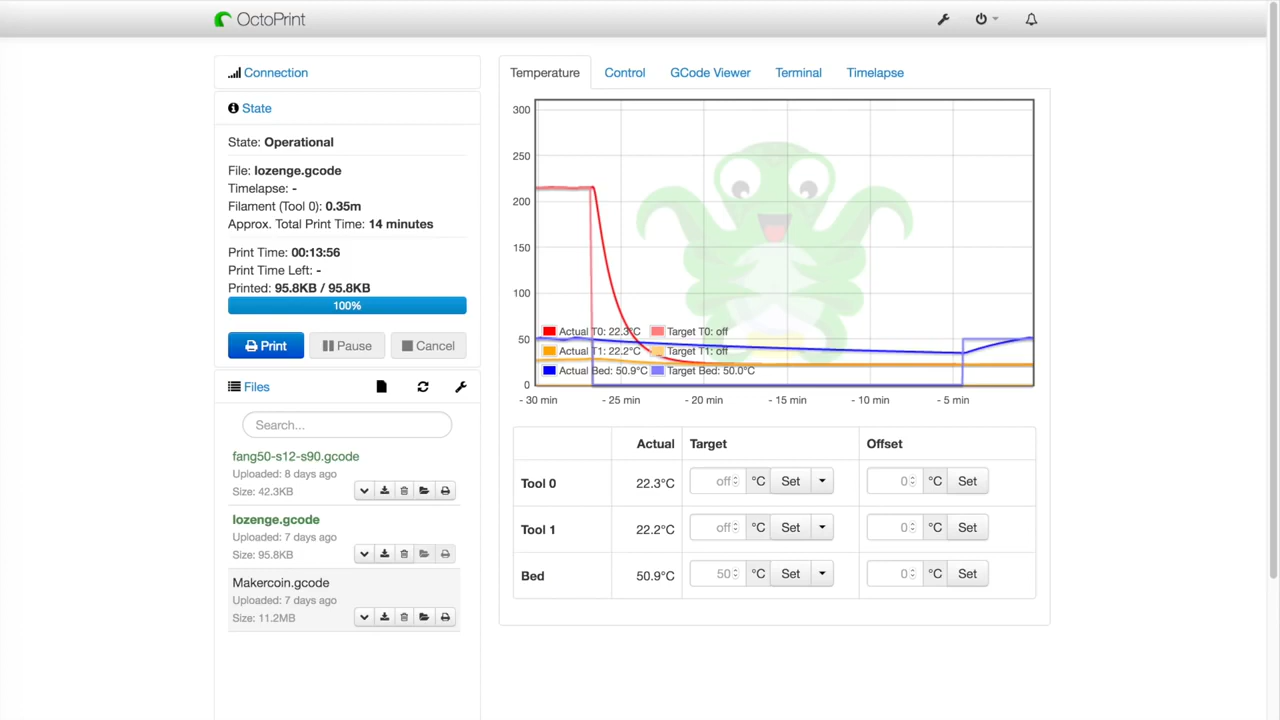 OctoPrint
Connection
State
State: Operational
File: lozenge.gcode
Timelapse: -
Filament (Tool 0): 0.35m
Approx. Total Print Time: 14 minutes
Print Time: 00:13:56
Print Time Left: -
Printed: 95.8KB / 95.8KB
100%
Print Pause Cancel
Files
Search...
fang50-s12-s90.gcode
Uploaded: 8 days ago
Size: 42.3KB
lozenge.gcode
Uploaded: 7 days ago
Size: 95.8KB
Makercoin.gcode
Uploaded: 7 days ago
Size: 11.2MB
Temperature Control GCode Viewer Terminal Timelapse
300
250
200
150
100
50
0
Actual T0: 22.3°C Target T0: off
Actual T1: 22.2°C Target T1: off
Actual Bed: 50.9°C Target Bed: 50.0°C
- 30 min - 25 min - 20 min - 15 min - 10 min - 5 min
Actual Target Offset
Tool 0 22.3°C off °C Set 0 °C Set
Tool 1 22.2°C off °C Set 0 °C Set
Bed 50.9°C 50 °C Set 0 °C Set